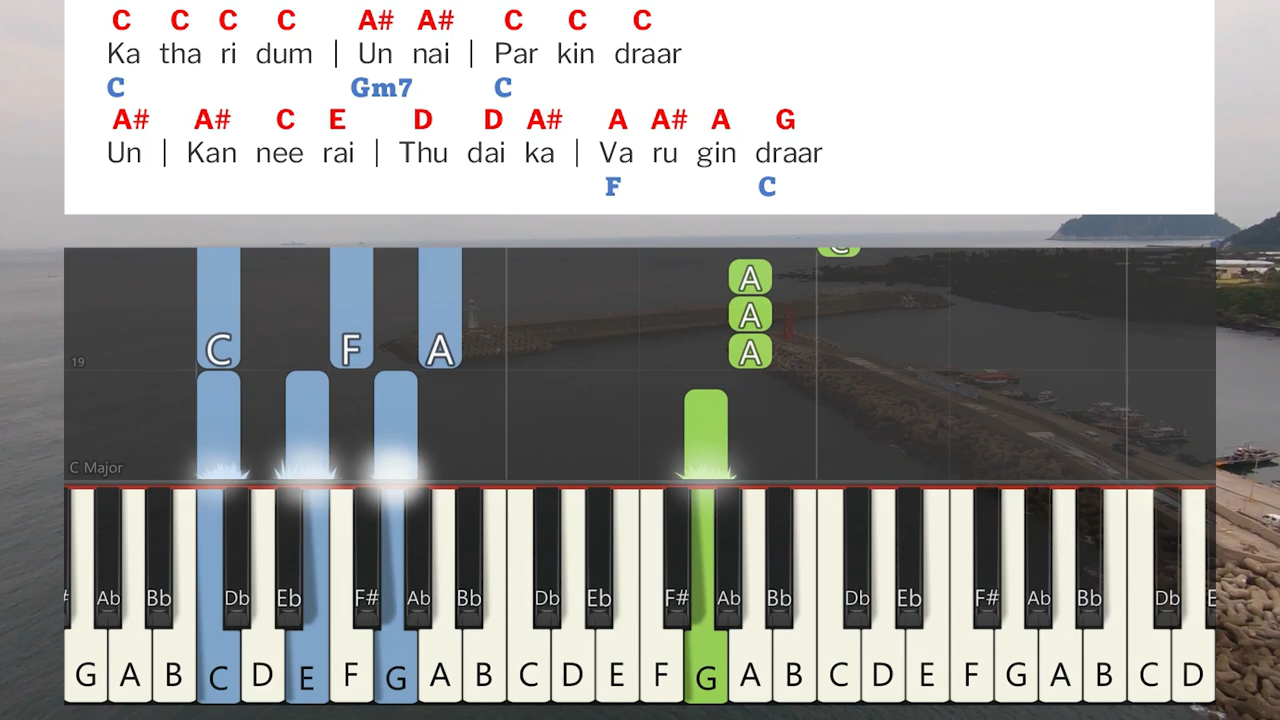 C C C C A# A# C C C
Ka tha ri dum | Un nai | Par kin draar
C Gm7 C
A# A# C E D D A# A A# A G
Un | Kan nee rai | Thu dai ka | Va ru gin draar
F C
C
A
A
C F A A
19
C Major
Ab Bb Db Eb F# Ab Bb Db Eb F# Ab Bb Db Eb F# Ab Bb Db E
G A B C D E F G A B C D E F G A B C D E F G A B C D